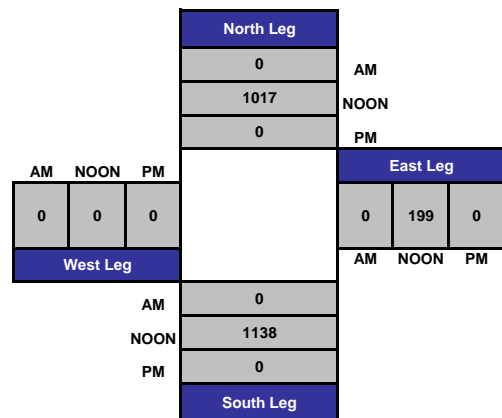 North Leg
0 AM
1017 NOON
0 PM
AM NOON PM
East Leg
0 0 0
0 199 0
West Leg
AM NOON PM
AM 0
NOON 1138
PM 0
South Leg